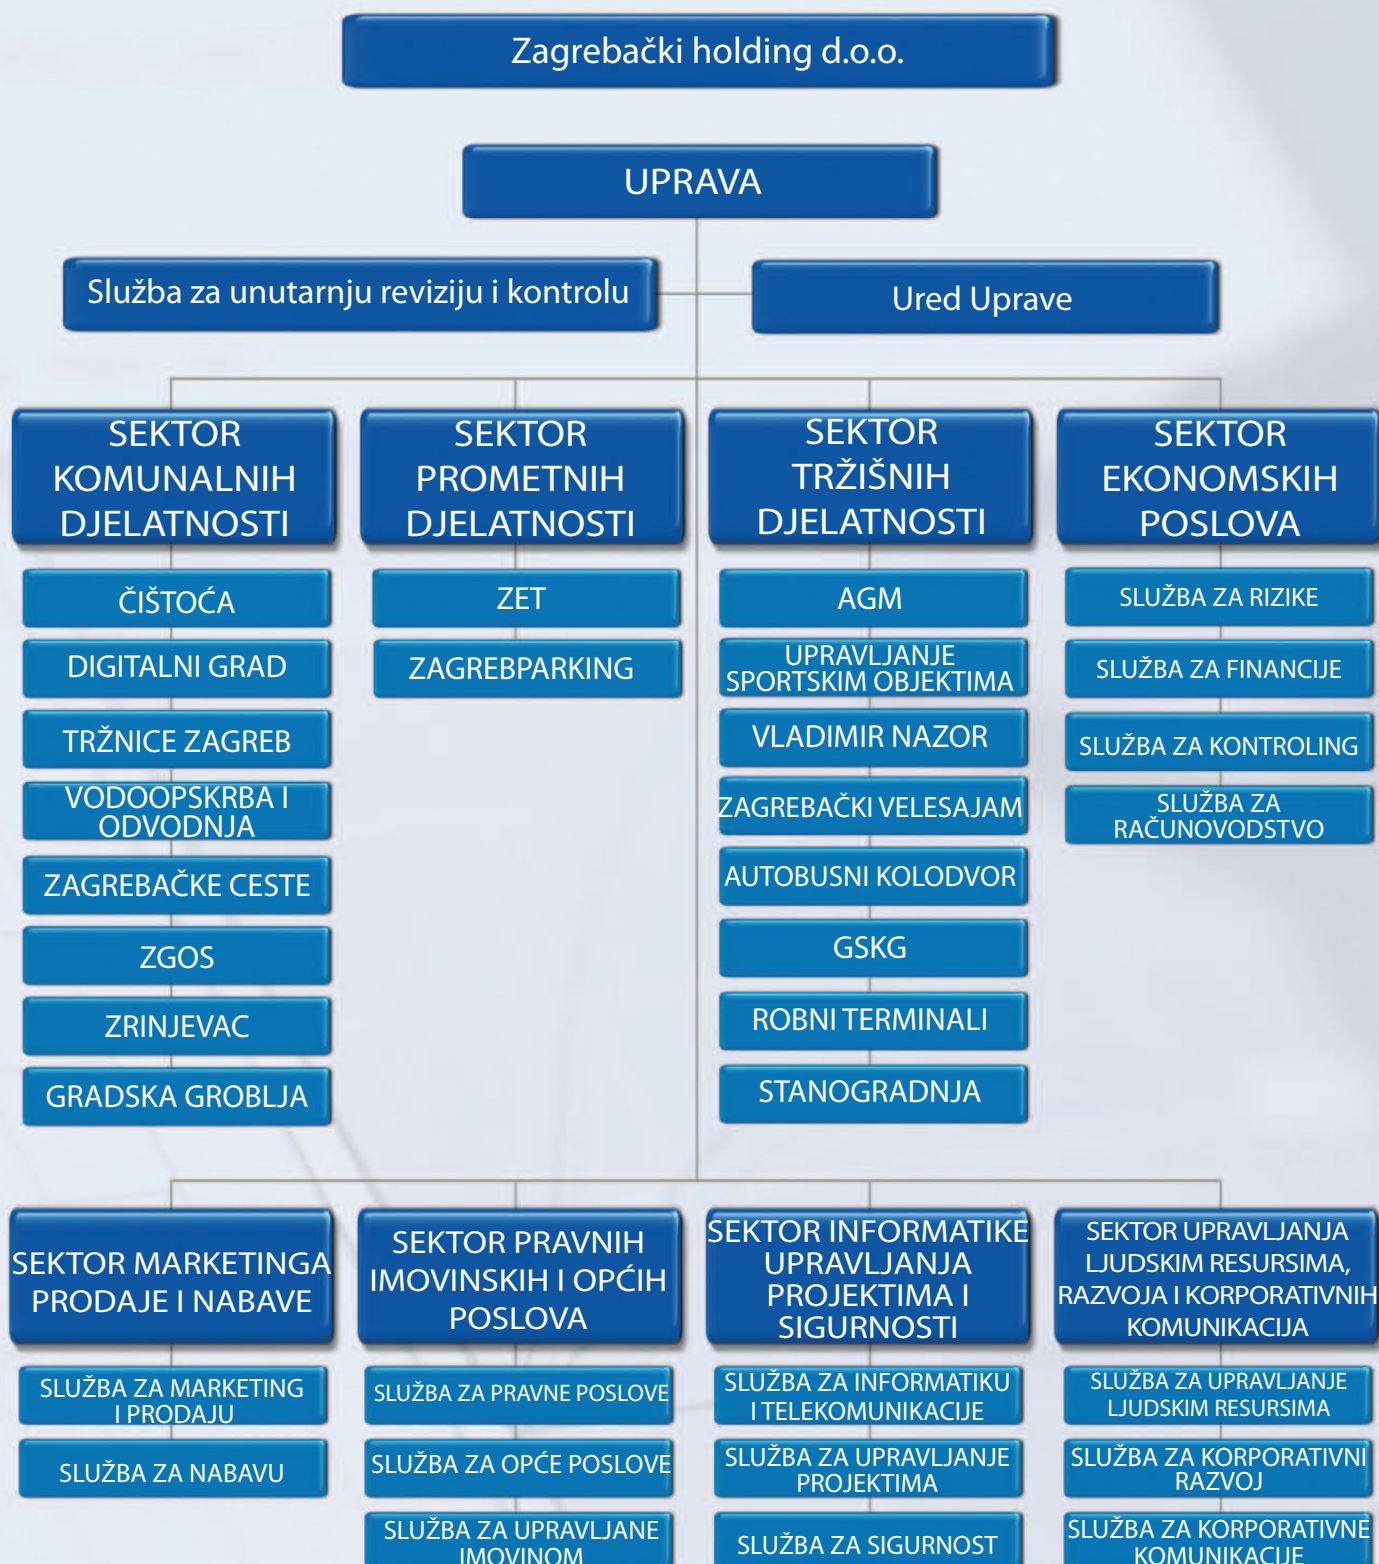 Zagrebački holding d.o.o.
UPRAVA
Služba za unutarnju reviziju i kontrolu
Ured Uprave
SEKTOR
KOMUNALNIH
DJELATNOSTI
ČIŠTOĆA
DIGITALNI GRAD
TRŽNICE ZAGREB
VODOOPSKRBA I
ODVODNJA
ZAGREBAČKE CESTE
ZGOS
ZRINJEVAC
GRADSKA GROBLJA
SEKTOR
PROMETNIH
DJELATNOSTI
ZET
ZAGREBPARKING
SEKTOR
TRŽIŠNIH
DJELATNOSTI
AGM
UPRAVLJANJE
SPORTSKIM OBJEKTIMA
VLADIMIR NAZOR
ZAGREBAČKI VELESAJAM
AUTOBUSNI KOLODVOR
GSKG
ROBNI TERMINALI
STANOGRADNJA
SEKTOR
EKONOMSKIH
POSLOVA
SLUŽBA ZA RIZIKE
SLUŽBA ZA FINANCIJE
SLUŽBA ZA KONTROLING
SLUŽBA ZA
RAČUNOVODSTVO
SEKTOR MARKETINGA
PRODAJE I NABAVE
SLUŽBA ZA MARKETING
I PRODAJU
SLUŽBA ZA NABAVU
SEKTOR PRAVNIH
IMOVINSKIH I OPĆIH
POSLOVA
SLUŽBA ZA PRAVNE POSLOVE
SLUŽBA ZA OPĆE POSLOVE
SLUŽBA ZA UPRAVLJANE
IMOVINOM
SEKTOR INFORMATIKE
UPRAVLJANJA
PROJEKTIMA I
SIGURNOSTI
SLUŽBA ZA INFORMATIKU
I TELEKOMUNIKACIJE
SLUŽBA ZA UPRAVLJANJE
PROJEKTIMA
SLUŽBA ZA SIGURNOST
SEKTOR UPRAVLJANJA
LJUDSKIM RESURSIMA,
RAZVOJA I KORPORATIVNIH
KOMUNIKACIJA
SLUŽBA ZA UPRAVLJANJE
LJUDSKIM RESURSIMA
SLUŽBA ZA KORPORATIVNI
RAZVOJ
SLUŽBA ZA KORPORATIVNE
KOMUNIKACIJE